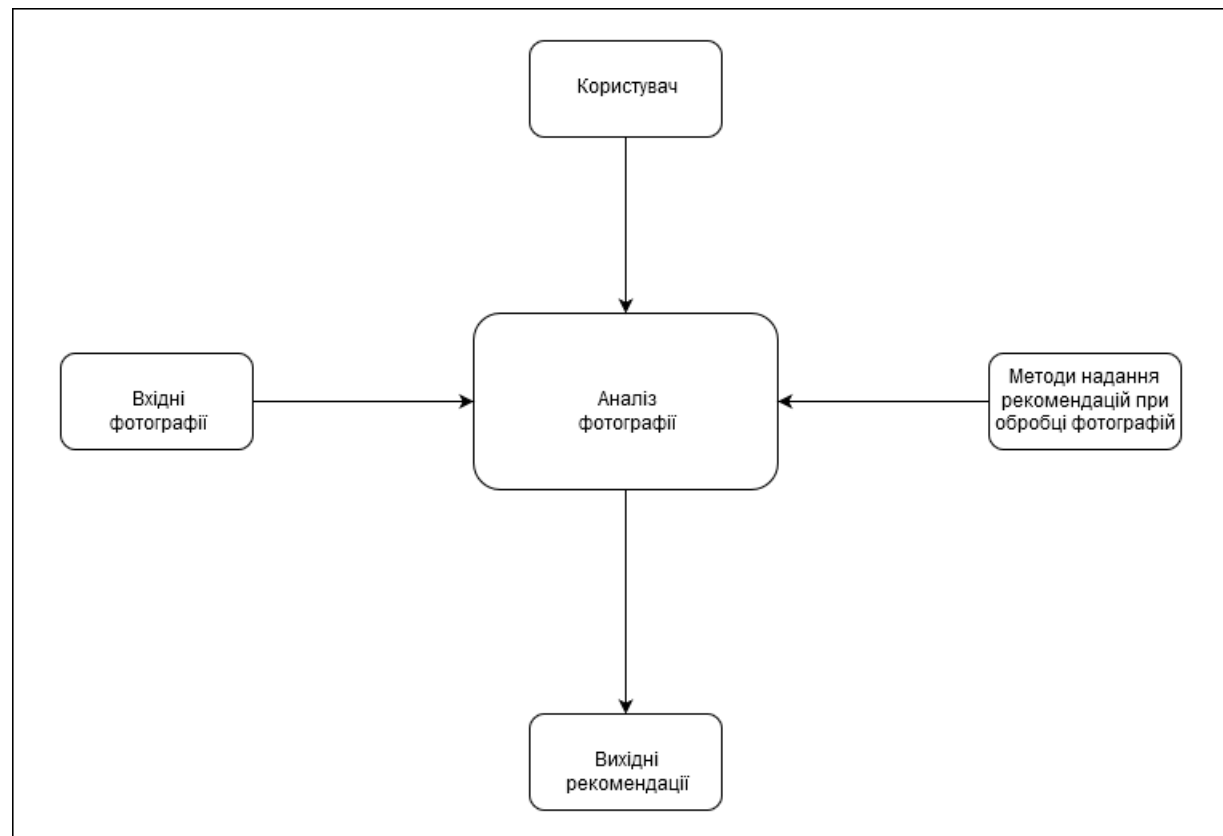 Користувач
Вхідні
фотографії
Аналіз
фотографії
Методи надання
рекомендацій при
обробці фотографій
Вихідні
рекомендації